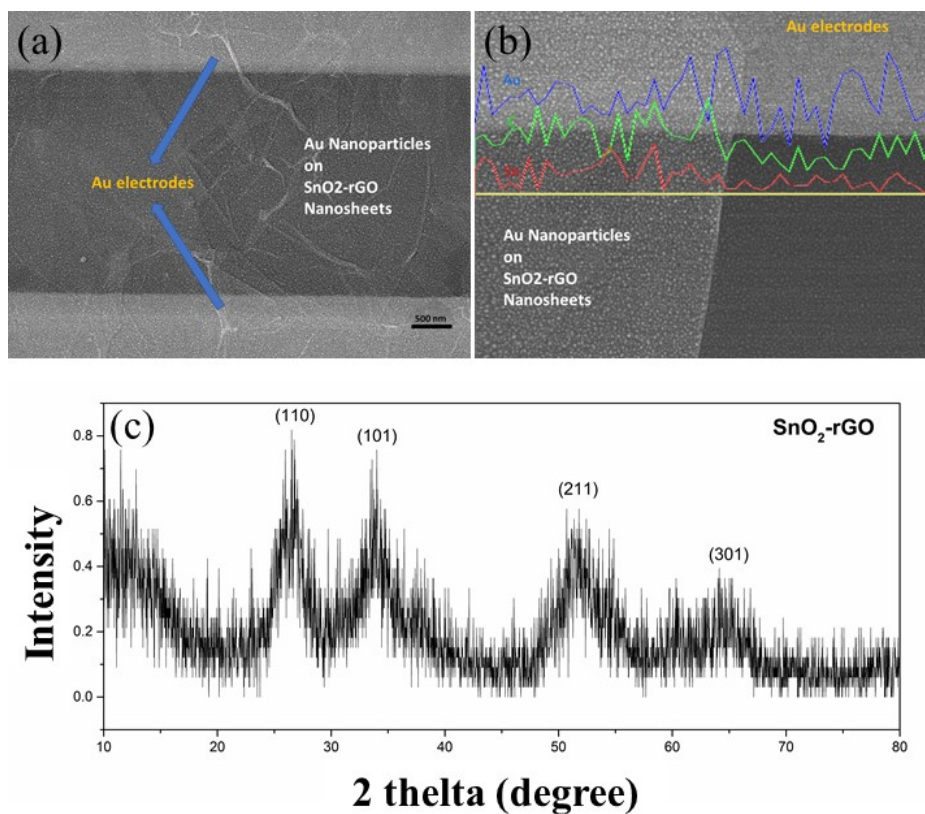 (a)
Au Nanoparticles
on
SnO2-rGO
Nanosheets
Au electrodes
500 nm
(b)
Au electrodes
Au
C
Sn
Au Nanoparticles
on
SnO2-rGO
Nanosheets
(c)
SnO₂-rGO
(110)
(101)
(211)
(301)
Intensity
0.8
0.6
0.4
0.2
0.0
10 20 30 40 50 60 70 80
2 thelta (degree)